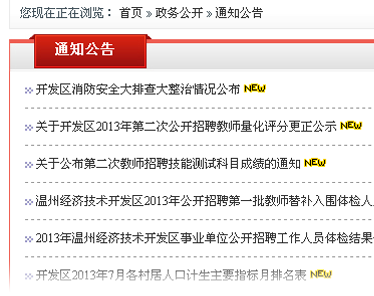 您现在正在浏览： 首页 » 政务公开 » 通知公告
通知公告
开发区消防安全大排查大整治情况公布 NEW
关于开发区2013年第二次公开招聘教师量化评分更正公示 NEW
关于公布第二次教师招聘技能测试科目成绩的通知 NEW
温州经济技术开发区2013年公开招聘第一批教师替补入围体检人
2013年温州经济技术开发区事业单位公开招聘工作人员体检结果
开发区2013年7月各村居人口计生主要指标月排名表 NEW